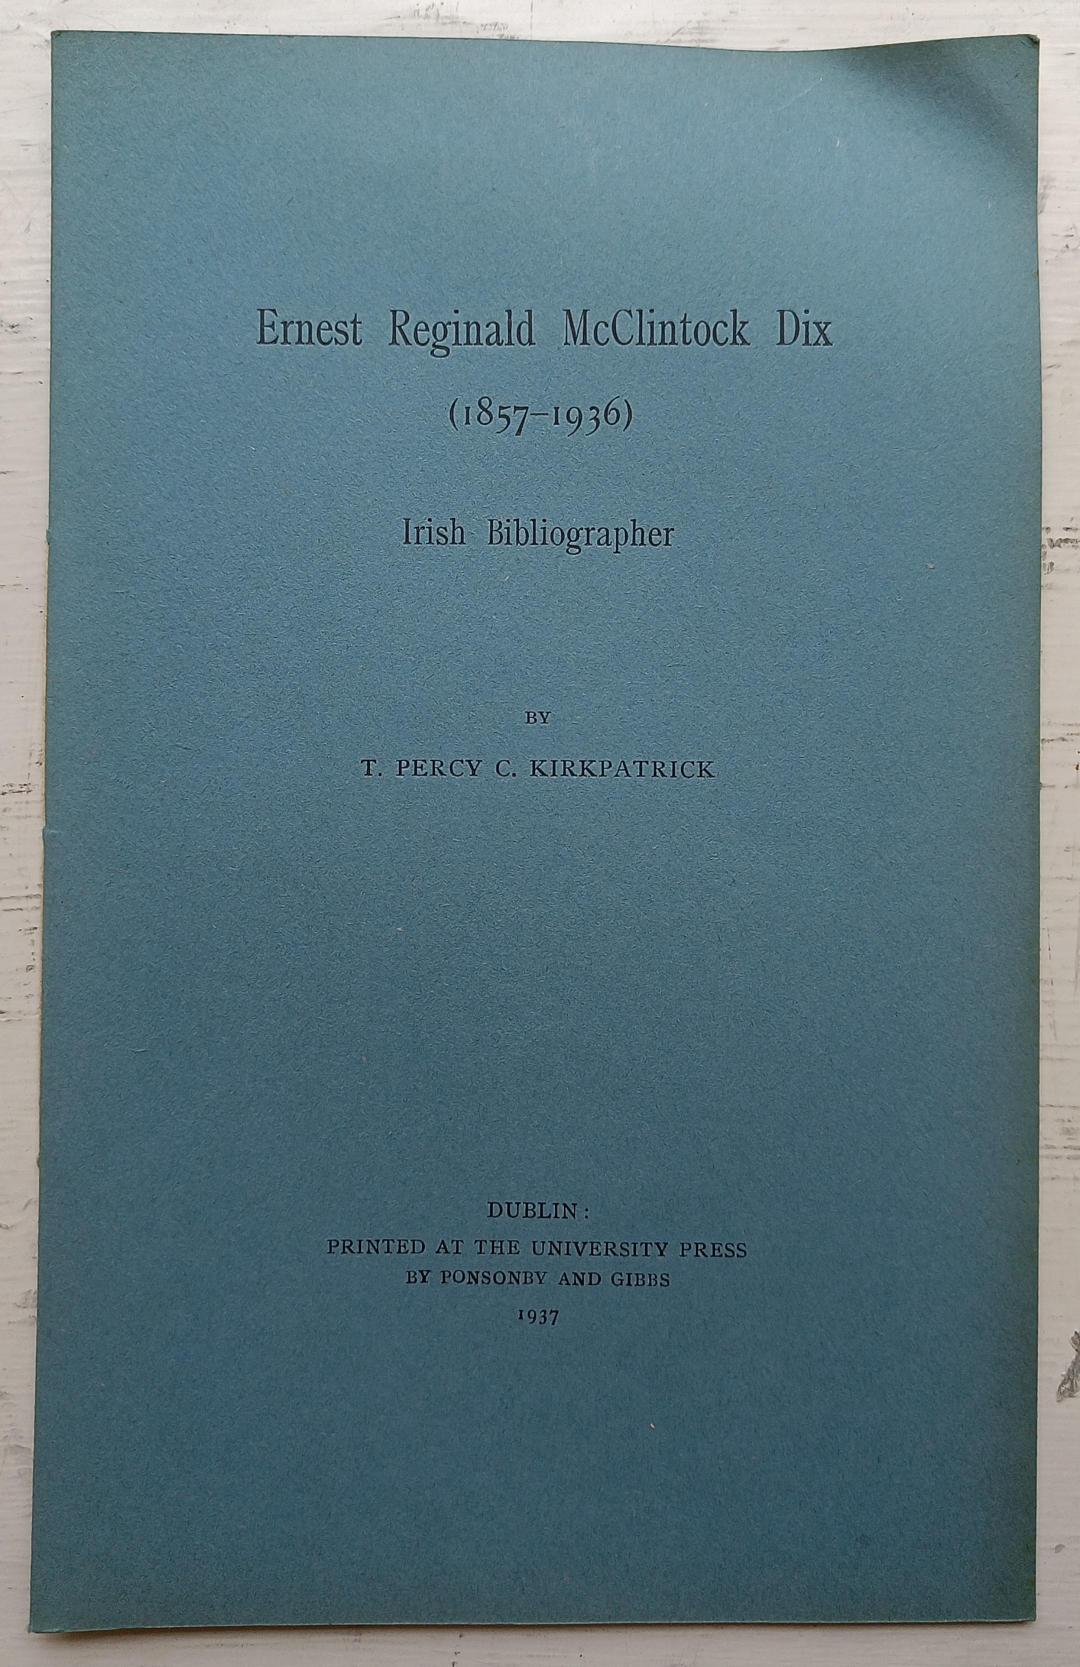 Ernest Reginald McClintock Dix
(1857–1936)
Irish Bibliographer
BY
T. PERCY C. KIRKPATRICK
DUBLIN :
PRINTED AT THE UNIVERSITY PRESS
BY PONSONBY AND GIBBS
1937